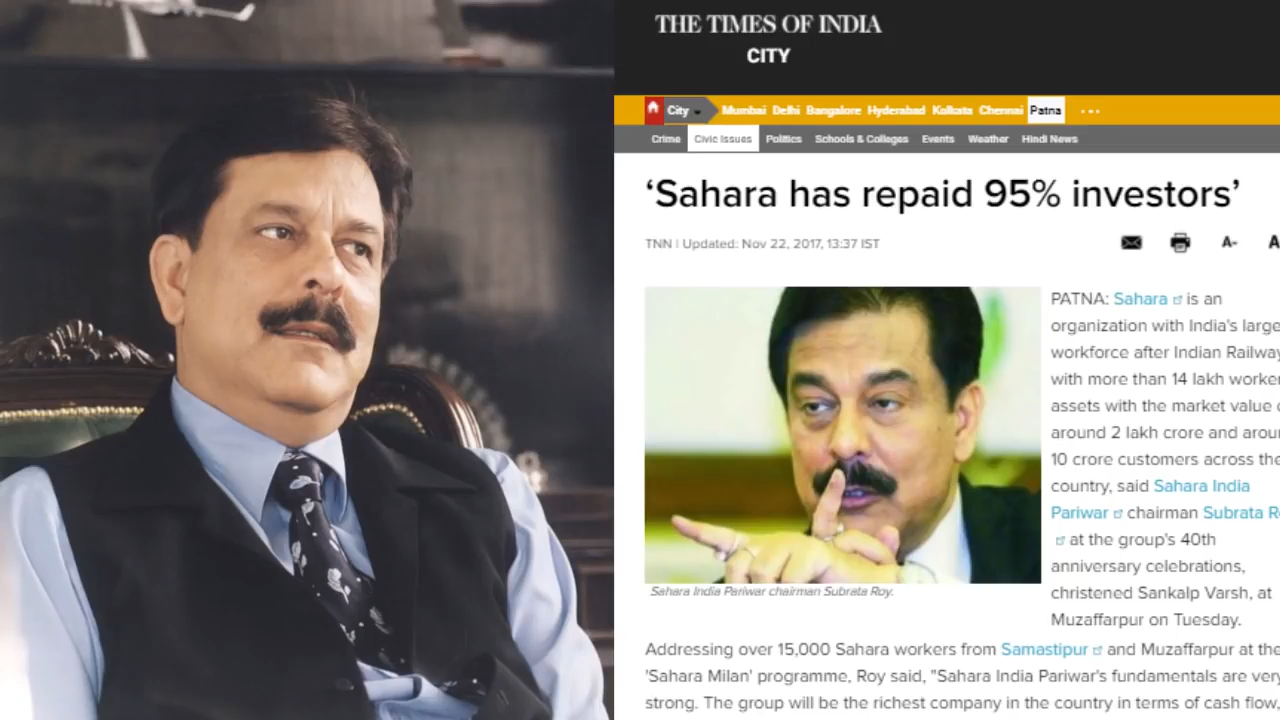 THE TIMES OF INDIA
CITY
City Mumbai Delhi Bangalore Hyderabad Kolkata Chennai Patna
Crime Civic Issues Politics Schools & Colleges Events Weather Hindi News
‘Sahara has repaid 95% investors’
TNN | Updated: Nov 22, 2017, 13:37 IST
A-
A
PATNA: Sahara is an
organization with India's large
workforce after Indian Railway
with more than 14 lakh worker
assets with the market value
around 2 lakh crore and arou
10 crore customers across the
country, said Sahara India
Pariwar chairman Subrata R
at the group's 40th
anniversary celebrations,
christened Sankalp Varsh, at
Muzaffarpur on Tuesday.
Sahara India Pariwar chairman Subrata Roy.
Addressing over 15,000 Sahara workers from Samastipur and Muzaffarpur at the
'Sahara Milan' programme, Roy said, "Sahara India Pariwar's fundamentals are very
strong. The group will be the richest company in the country in terms of cash flow,